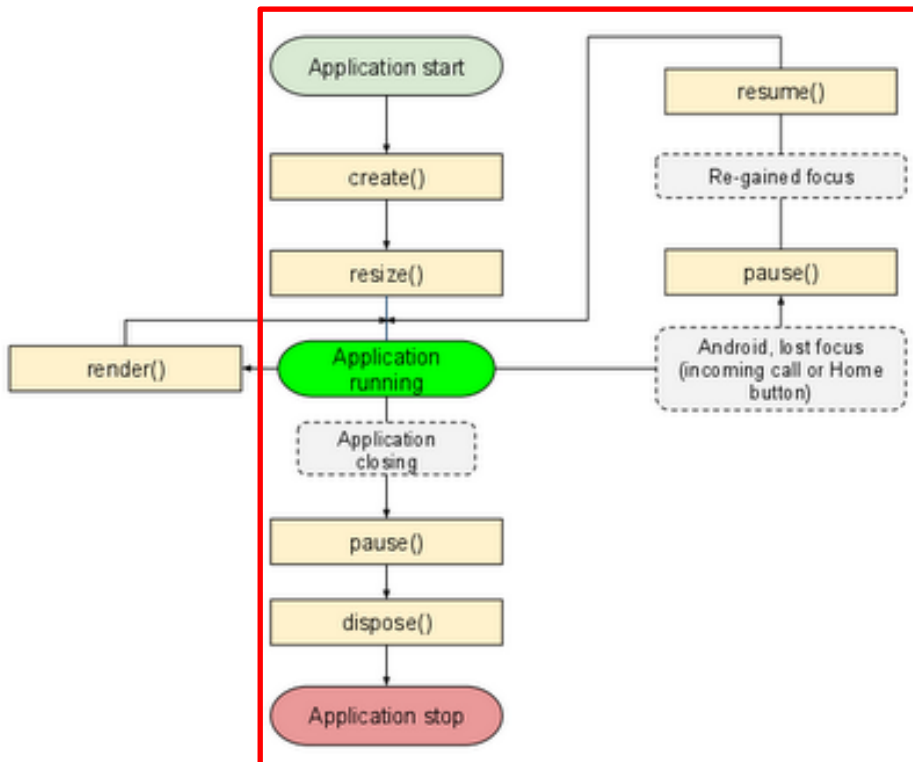 Application start
resume()
create()
Re-gained focus
resize()
pause()
render()
Application
running
Android, lost focus
(incoming call or Home
button)
Application
closing
pause()
dispose()
Application stop